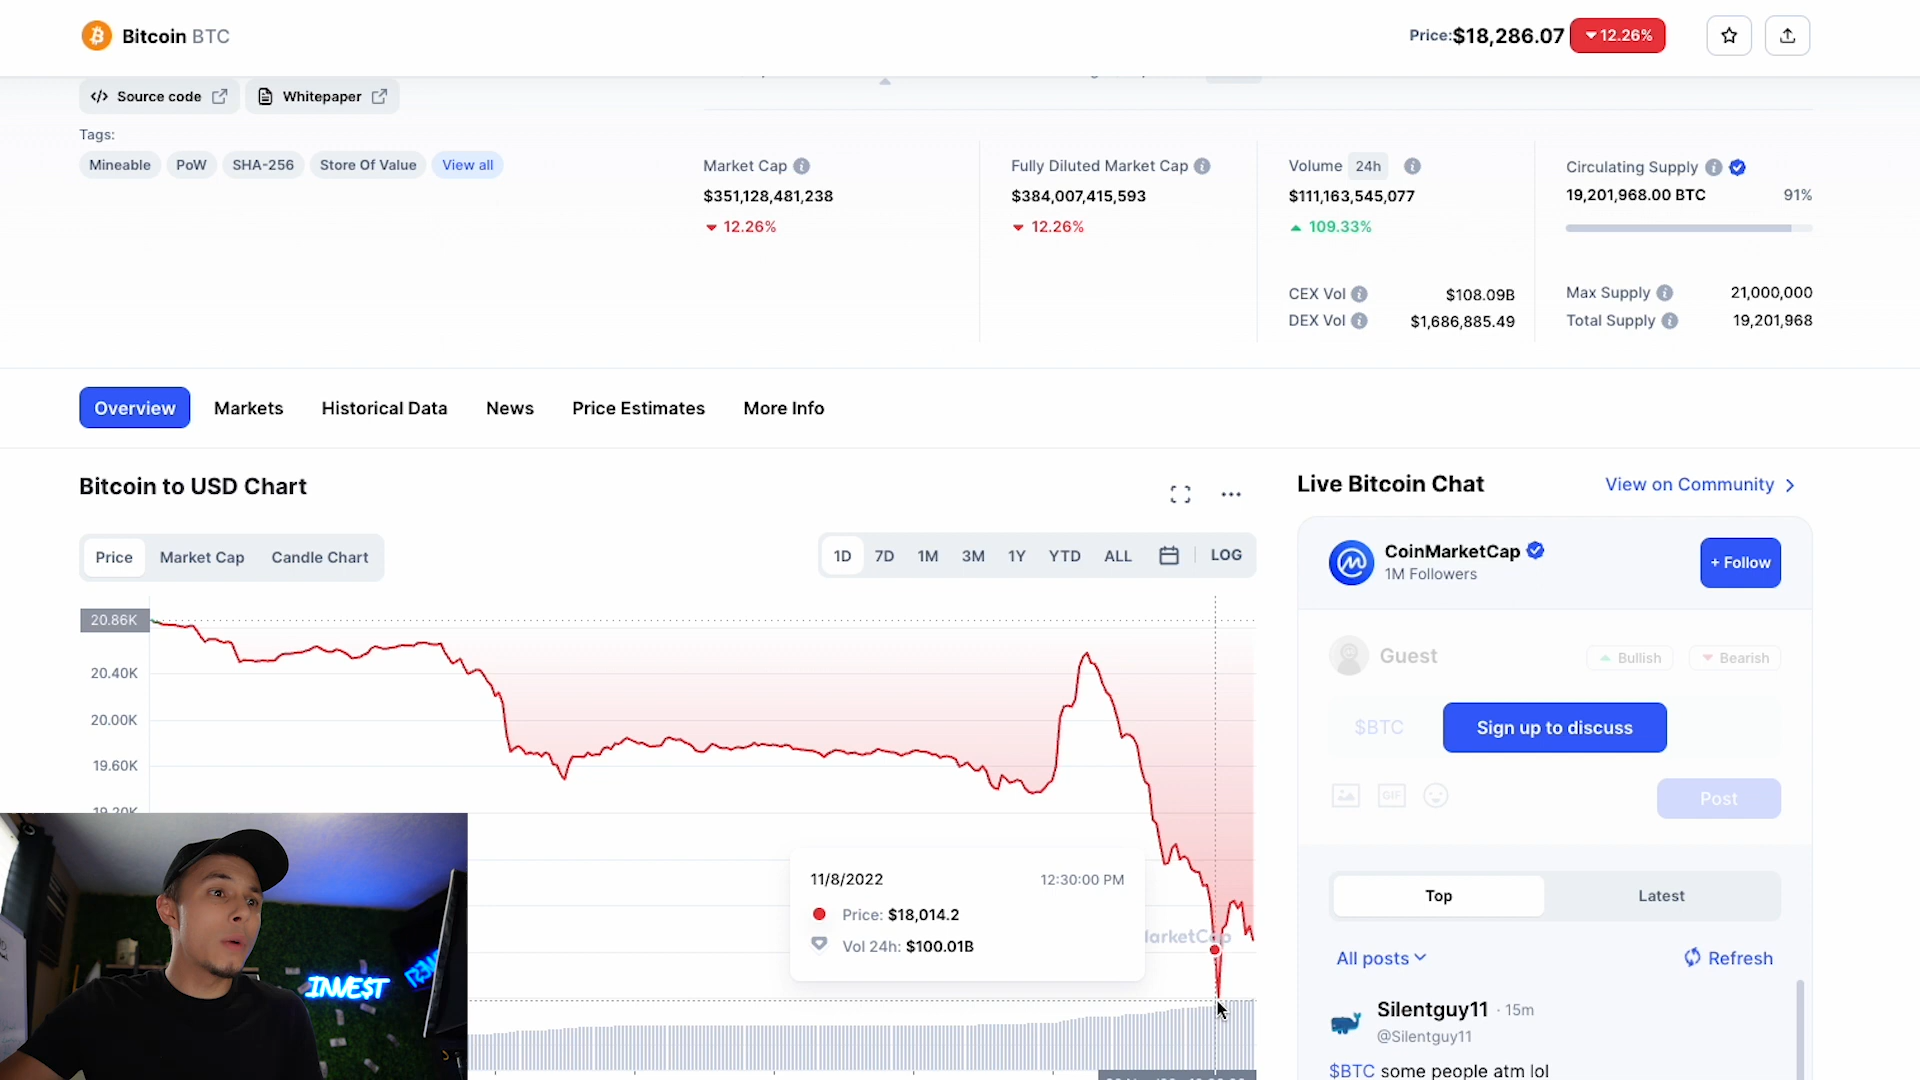 Bitcoin BTC
Price:$18,286.07 12.26%
Source code
Whitepaper
Tags:
Mineable PoW SHA-256 Store Of Value View all
Market Cap
$351,128,481,238
12.26%
Fully Diluted Market Cap
$384,007,415,593
12.26%
Volume 24h
$111,163,545,077
109.33%
CEX Vol $108.09B
DEX Vol $1,686,885.49
Circulating Supply
19,201,968.00 BTC 91%
Max Supply 21,000,000
Total Supply 19,201,968
Overview Markets Historical Data News Price Estimates More Info
Bitcoin to USD Chart
Price Market Cap Candle Chart
1D 7D 1M 3M 1Y YTD ALL LOG
20.86K
20.40K
20.00K
19.60K
19.20K
11/8/2022 12:30:00 PM
Price: $18,014.2
Vol 24h: $100.01B
MarketCap
INVE$T
Live Bitcoin Chat
View on Community
CoinMarketCap
1M Followers
+ Follow
Guest
Bullish Bearish
$BTC
Sign up to discuss
GIF
Post
Top Latest
All posts
Refresh
Silentguy11 · 15m
@Silentguy11
$BTC some people atm lol